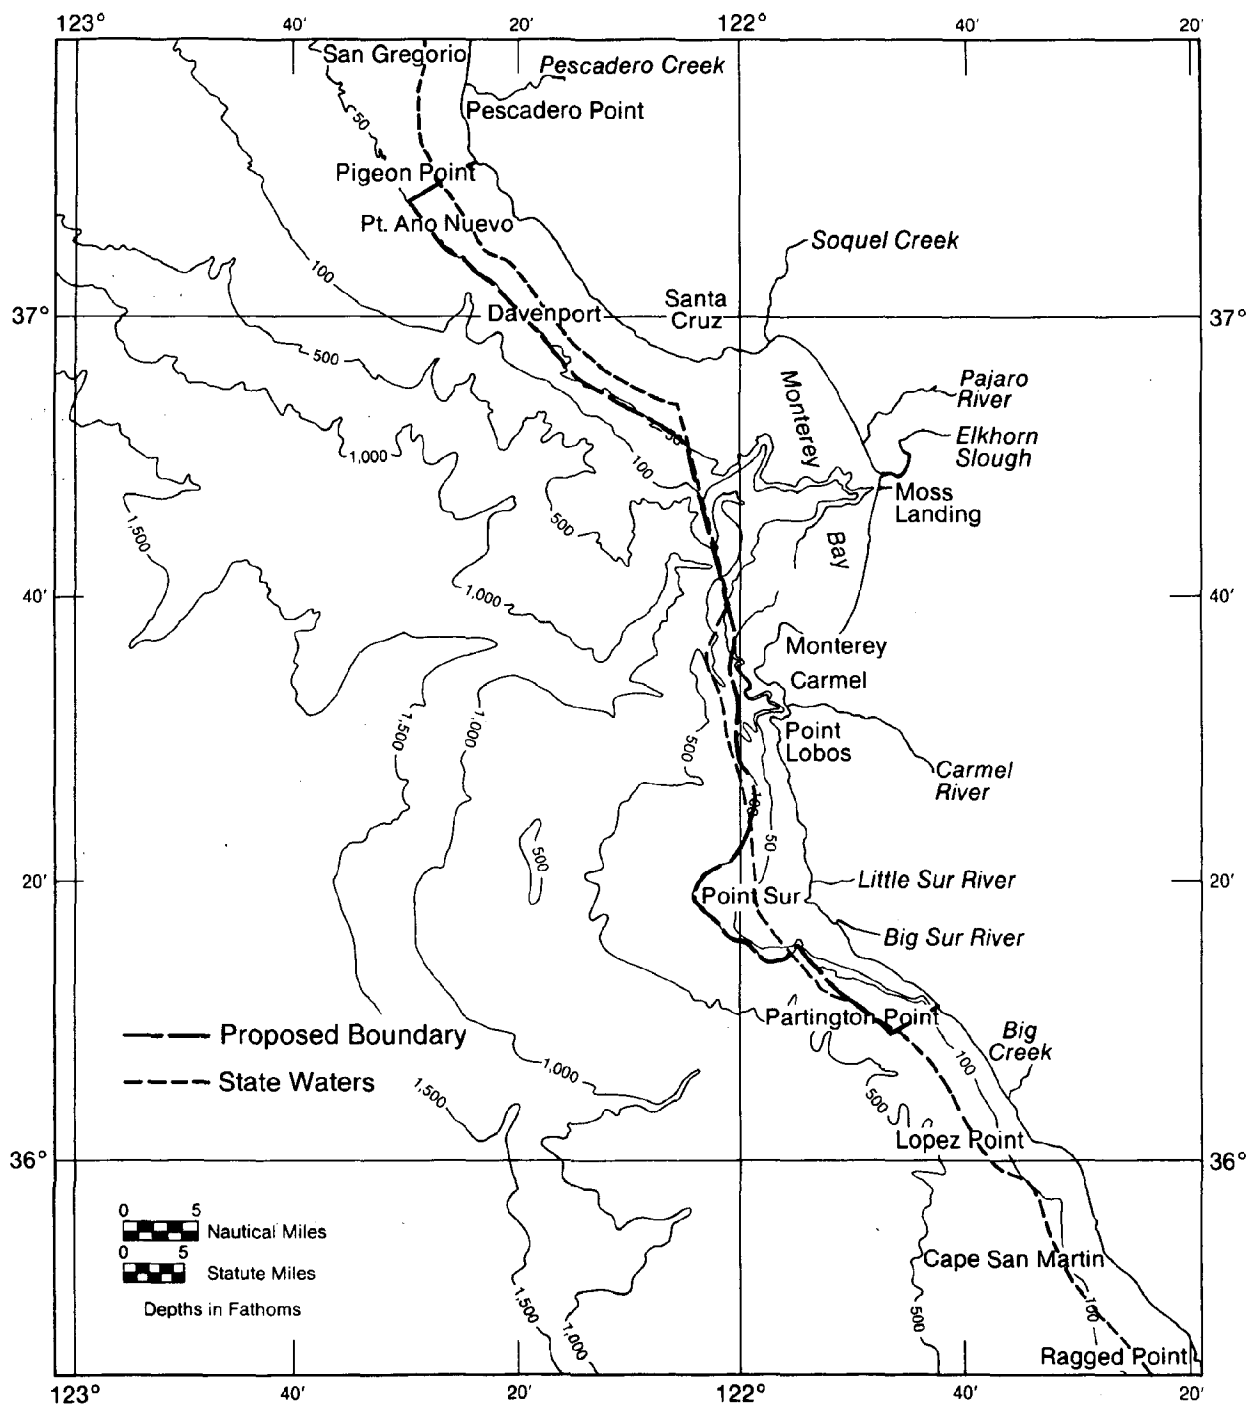 123°
40'
20'
122°
40'
20'
San Gregorio
Pescadero Creek
Pescadero Point
50
Pigeon Point
Pt. Ano Nuevo
Soquel Creek
100
Santa
Cruz
Davenport
37°
37°
500
Monterey
Pajaro
River
Elkhorn
Slough
50
1,000
100
Moss
Landing
1,500
500
Bay
1,000
40'
40'
Monterey
Carmel
Point
Lobos
1,500
1,000
500
Carmel
River
100
50
500
20'
20'
Little Sur River
Point Sur
Big Sur River
Partington Point
Big
Creek
Proposed Boundary
State Waters
100
1,000
1,500
500
Lopez Point
36°
36°
0 5
Nautical Miles
0 5
Statute Miles
Depths in Fathoms
Cape San Martin
1,500
1,000
500
100
Ragged Point
123°
40'
20'
122°
40'
20'